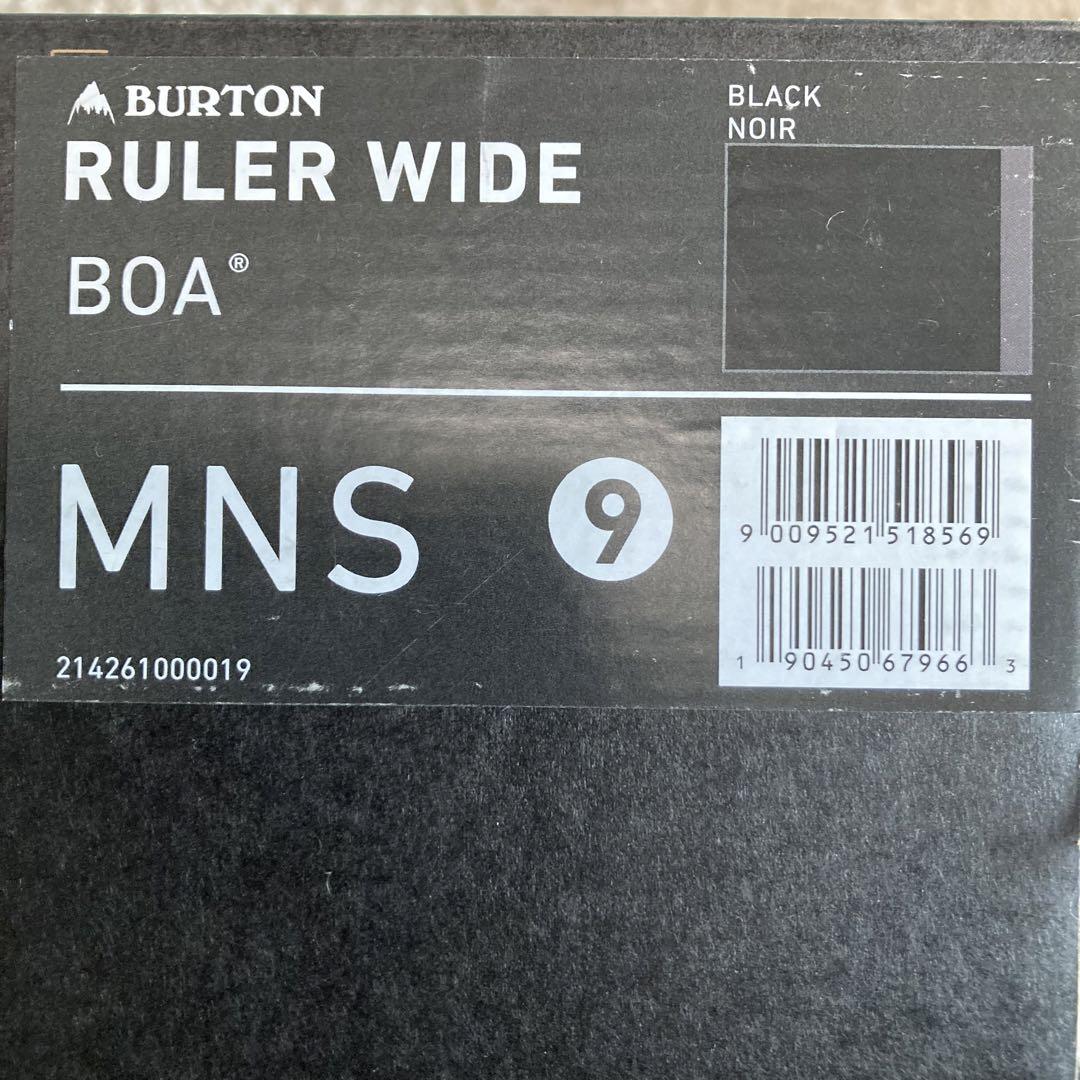 BURTON
RULER WIDE
BOA®
BLACK
NOIR
MNS 9
9 009521 518569
1 90450 67966 3
214261000019